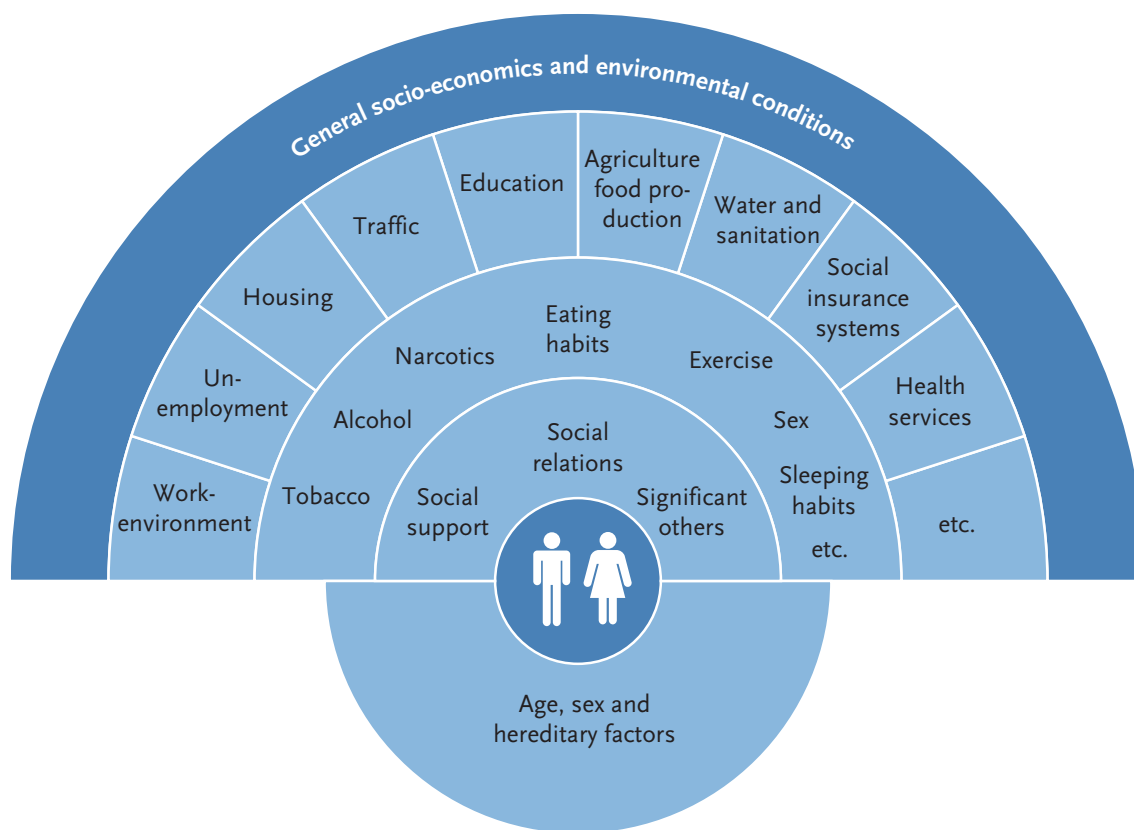 General socio-economics and environmental conditions
Work-
environment
Un-
employment
Housing
Traffic
Education
Agriculture
food pro-
duction
Water and
sanitation
Social
insurance
systems
Health
services
etc.
Tobacco
Alcohol
Narcotics
Eating
habits
Exercise
Sex
Sleeping
habits
etc.
Social
support
Social
relations
Significant
others
Age, sex and
hereditary factors